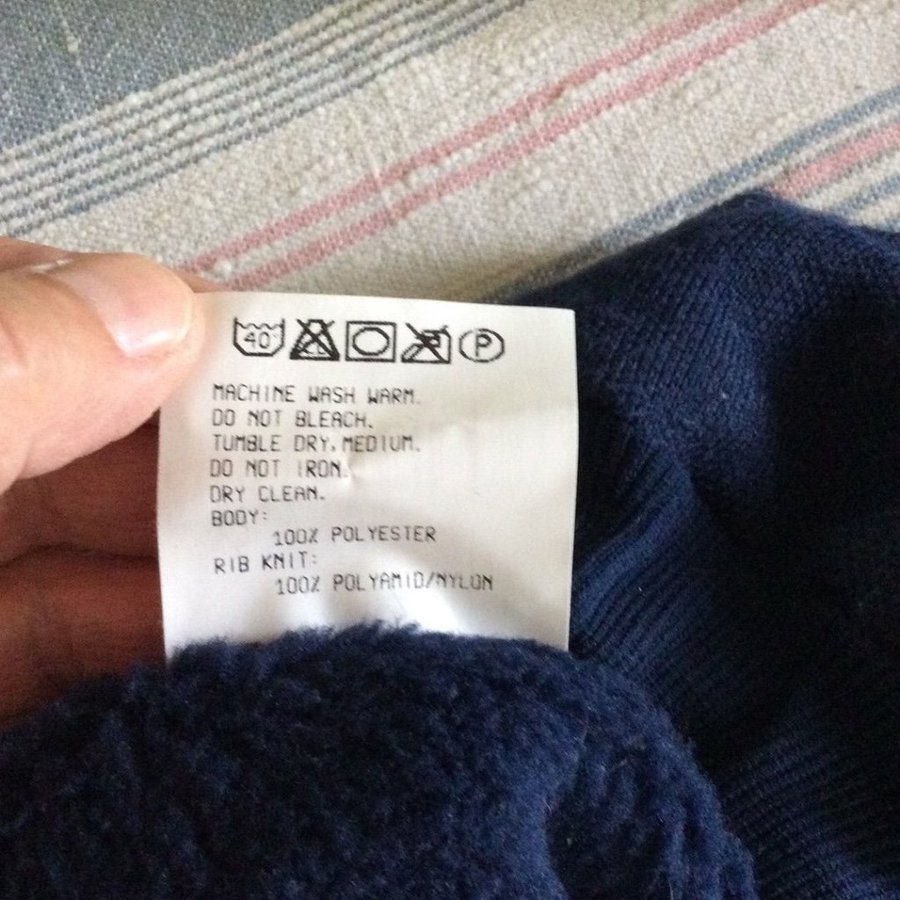 40°
P
MACHINE WASH WARM.
DO NOT BLEACH.
TUMBLE DRY, MEDIUM.
DO NOT IRON.
DRY CLEAN.
BODY:
100% POLYESTER
RIB KNIT:
100% POLYAMID/NYLON